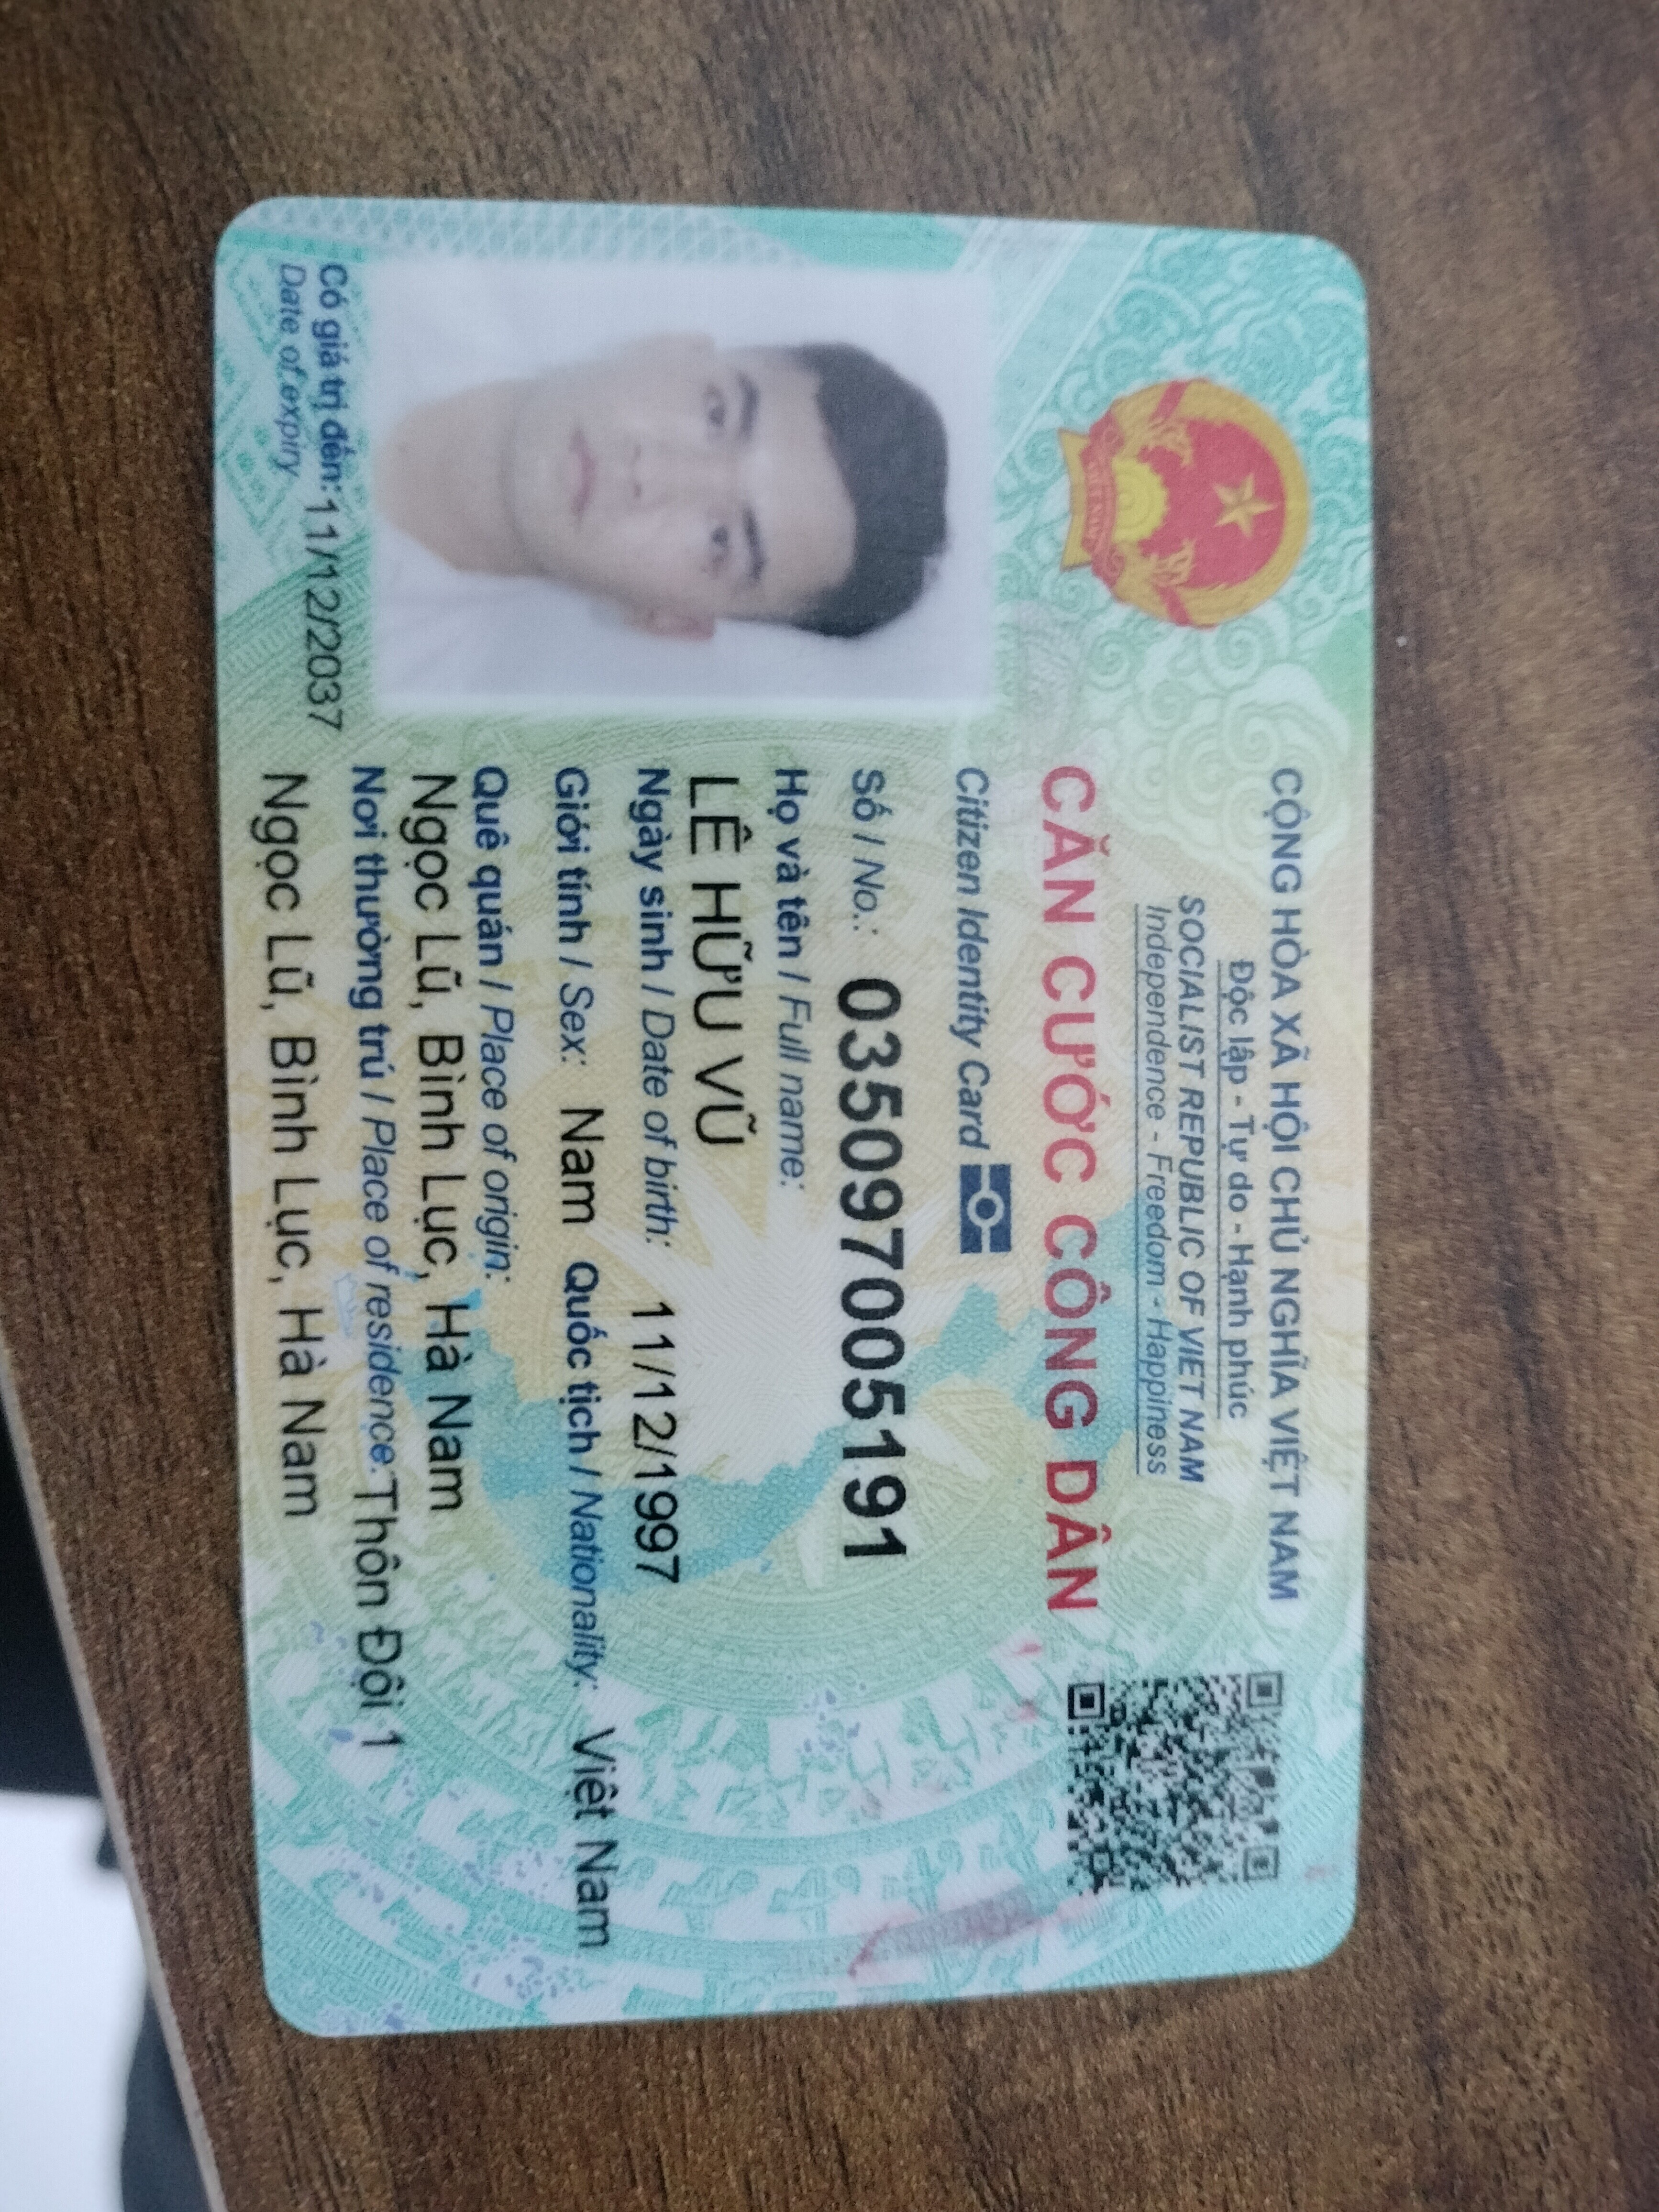 CỘNG HÒA XÃ HỘI CHỦ NGHĨA VIỆT NAM
Độc lập - Tự do - Hạnh phúc
SOCIALIST REPUBLIC OF VIET NAM
Independence - Freedom - Happiness
CĂN CƯỚC CÔNG DÂN
Citizen Identity Card
Số / No.: 035097005191
Họ và tên / Full name:
LÊ HỮU VŨ
Ngày sinh / Date of birth: 11/12/1997
Giới tính / Sex: Nam Quốc tịch / Nationality: Việt Nam
Quê quán / Place of origin:
Ngọc Lũ, Bình Lục, Hà Nam
Nơi thường trú / Place of residence: Thôn Đội 1
Ngọc Lũ, Bình Lục, Hà Nam
Có giá trị đến: 11/12/2037
Date of expiry